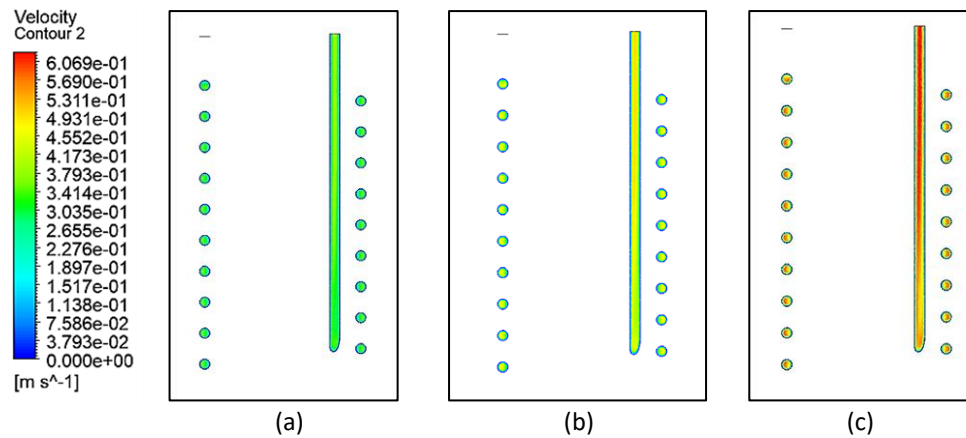 Velocity
Contour 2
6.069e-01
5.690e-01
5.311e-01
4.931e-01
4.552e-01
4.173e-01
3.793e-01
3.414e-01
3.035e-01
2.655e-01
2.276e-01
1.897e-01
1.517e-01
1.138e-01
7.586e-02
3.793e-02
0.000e+00
[m s^-1]
(a)
(b)
(c)